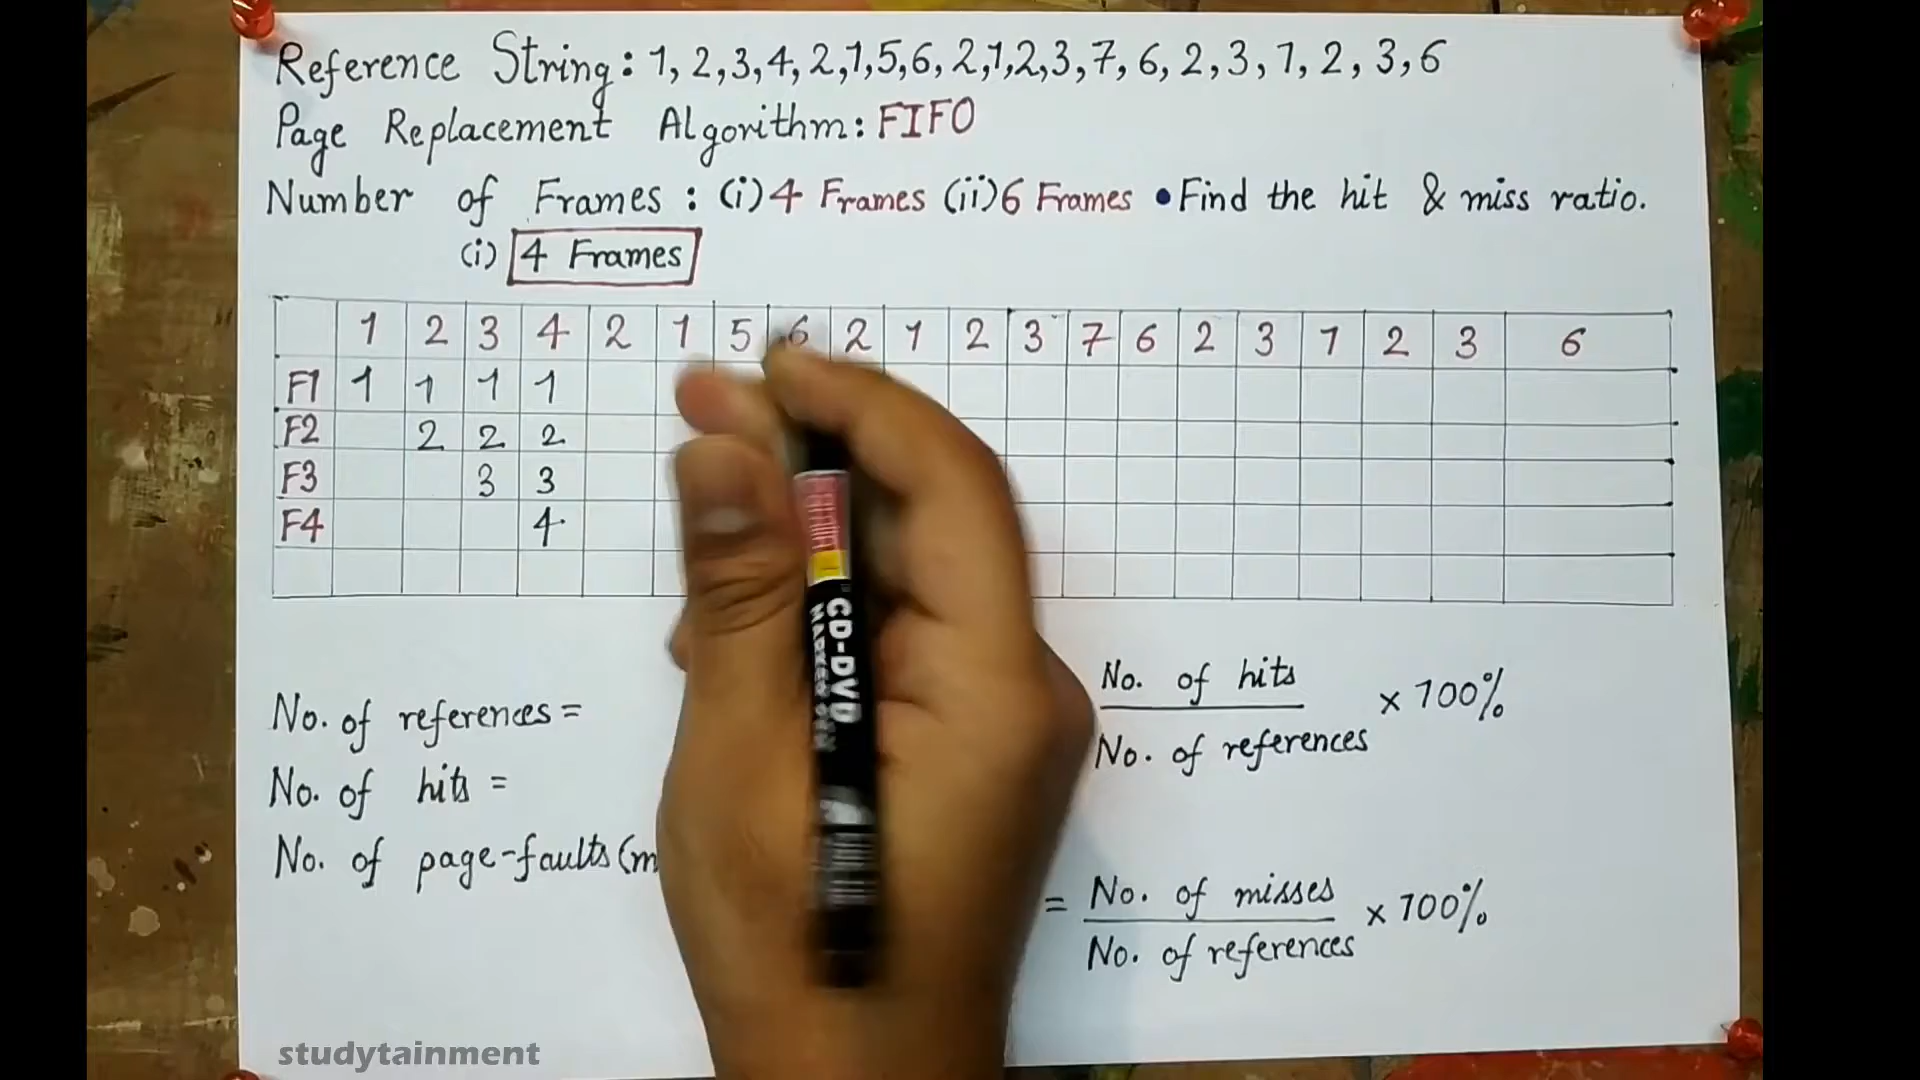 Reference String: 1, 2, 3, 4, 2, 1, 5, 6, 2, 1, 2, 3, 7, 6, 2, 3, 1, 2, 3, 6
Page Replacement Algorithm: FIFO
Number of Frames: (i) 4 Frames (ii) 6 Frames • Find the hit & miss ratio.
(i) 4 Frames
1 2 3 4 2 1 5 6 2 1 2 3 7 6 2 3 1 2 3 6
F1 1 1 1 1
F2 2 2 2
F3 3 3
F4 4
No. of references =
No. of hits =
No. of page-faults (m
No. of hits
No. of references
× 100%
= No. of misses
No. of references
× 100%
CD-DVD
studytainment